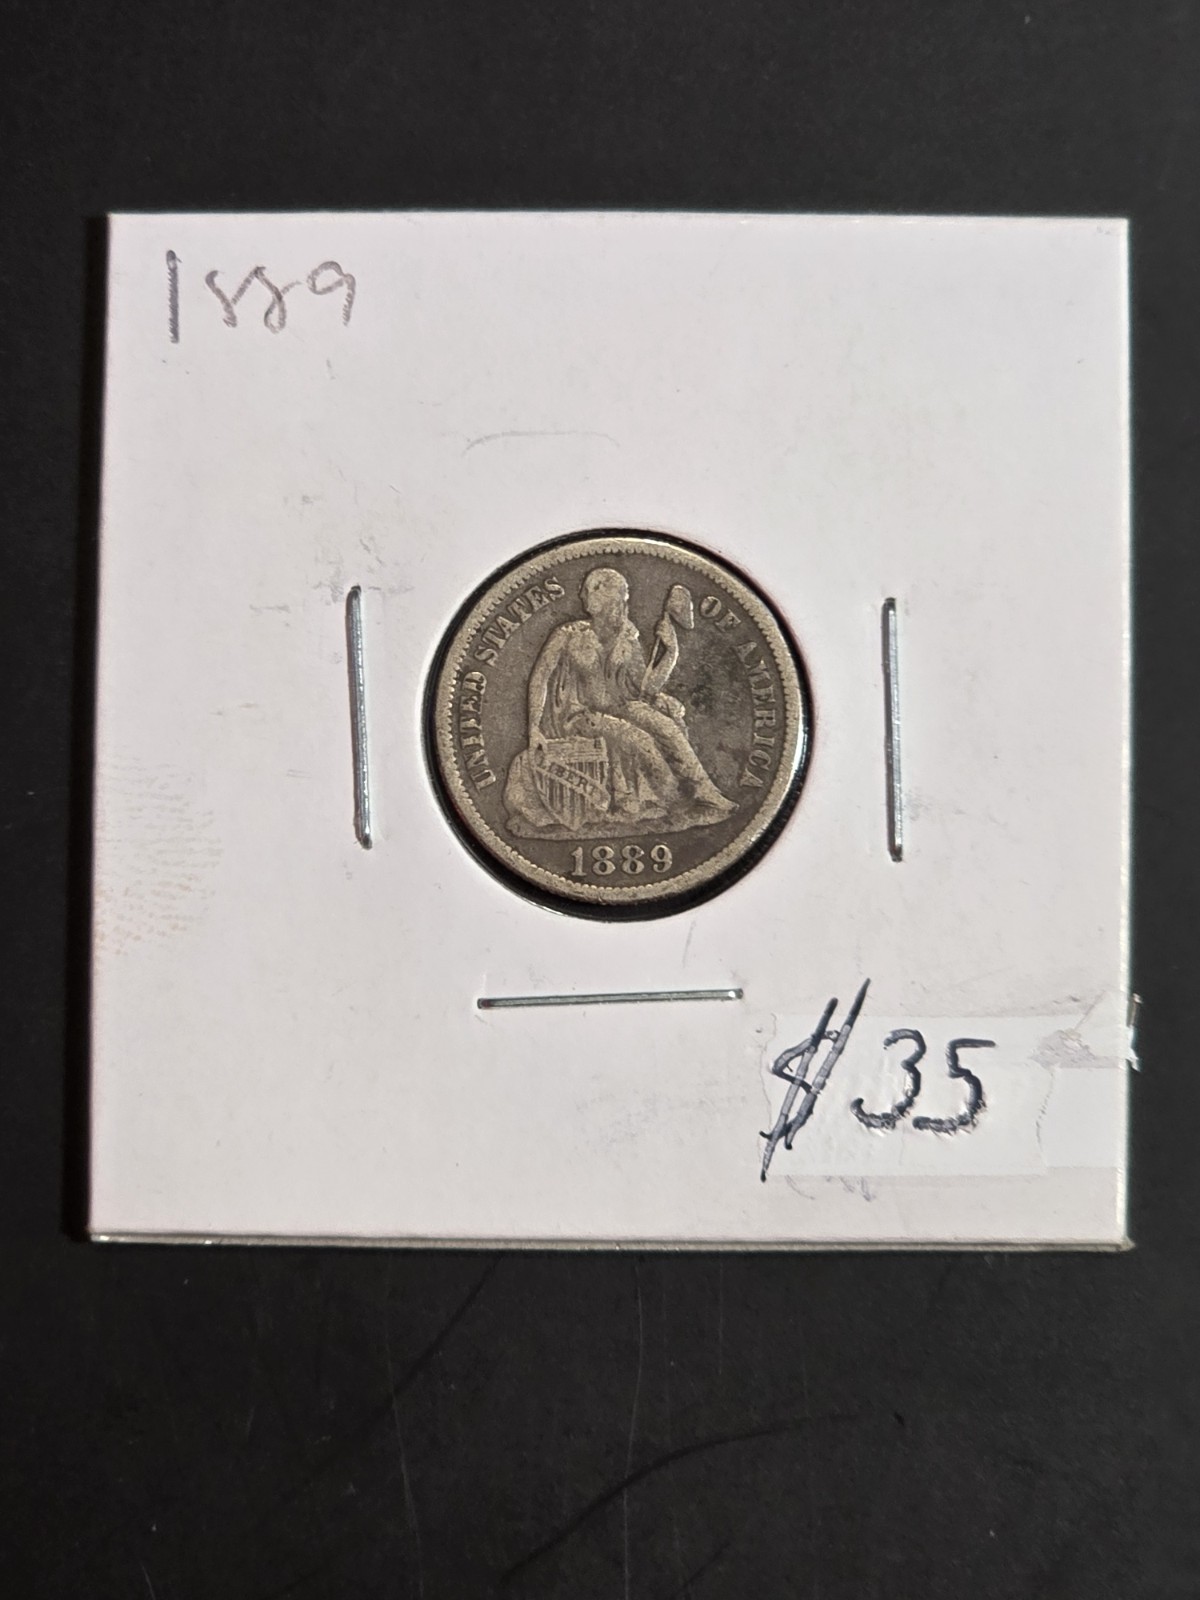 1889
UNITED STATES OF AMERICA
LIBERTY
1889
$35